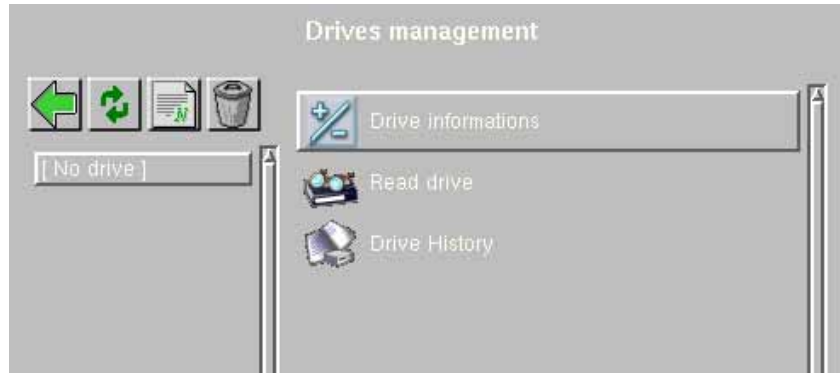 Drives management
N
[ No drive ]
Drive informations
Read drive
Drive History